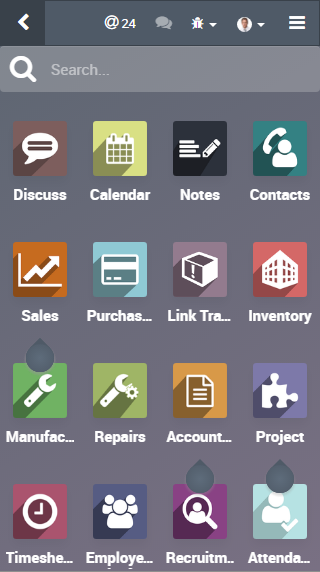 @24
Search...
Discuss Calendar Notes Contacts
Sales Purchas... Link Tra... Inventory
Manufac... Repairs Account... Project
Timeshe... Employe... Recruitm... Attenda...